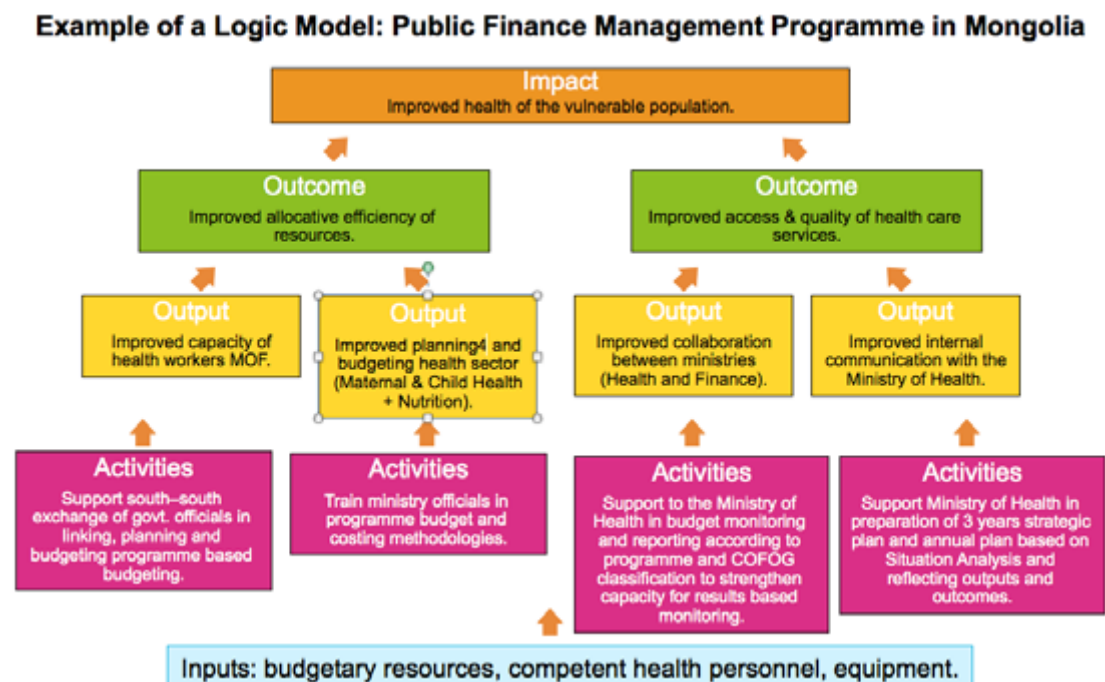 Example of a Logic Model: Public Finance Management Programme in Mongolia
Impact
Improved health of the vulnerable population.
Outcome
Improved allocative efficiency of
resources.
Outcome
Improved access & quality of health care
services.
Output
Improved capacity of
health workers MOF.
Output
Improved planning4 and
budgeting health sector
(Maternal & Child Health
+ Nutrition).
Output
Improved collaboration
between ministries
(Health and Finance).
Output
Improved internal
communication with the
Ministry of Health.
Activities
Support south–south
exchange of govt. officials in
linking, planning and
budgeting programme based
budgeting.
Activities
Train ministry officials in
programme budget and
costing methodologies.
Activities
Support to the Ministry of
Health in budget monitoring
and reporting according to
programme and COFOG
classification to strengthen
capacity for results based
monitoring.
Activities
Support Ministry of Health in
preparation of 3 years strategic
plan and annual plan based on
Situation Analysis and
reflecting outputs and
outcomes.
Inputs: budgetary resources, competent health personnel, equipment.